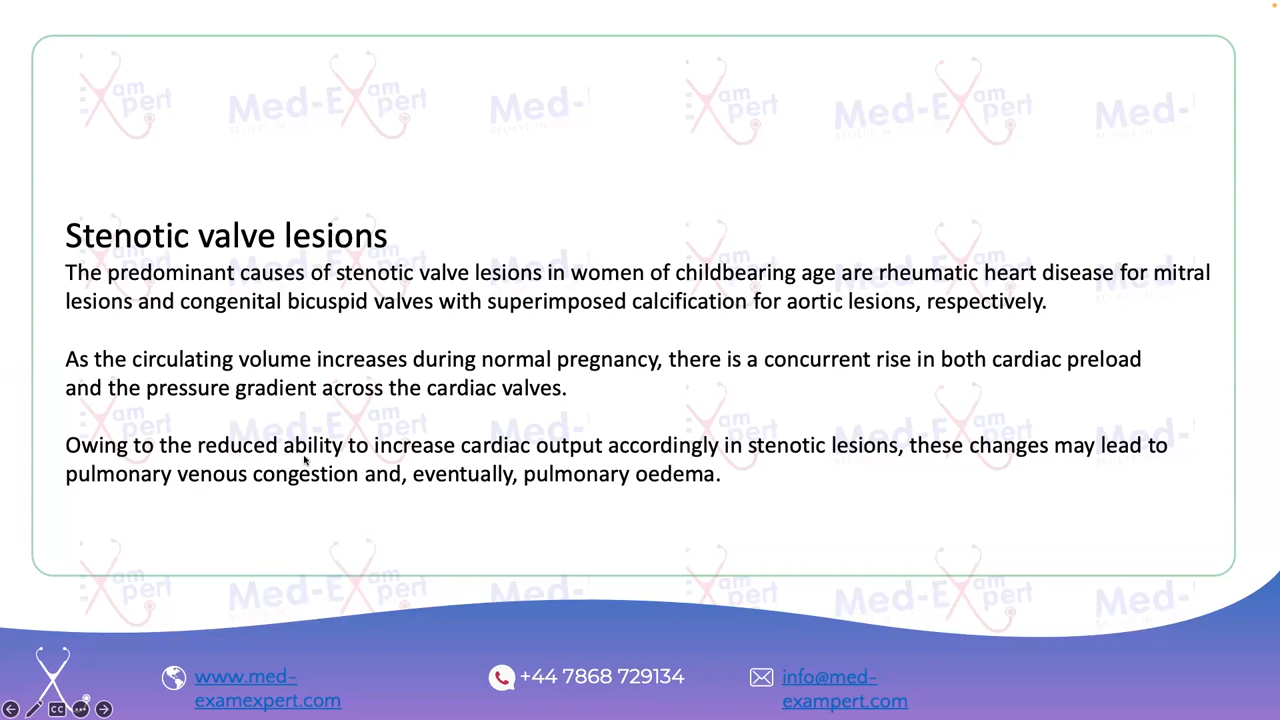 Stenotic valve lesions
The predominant causes of stenotic valve lesions in women of childbearing age are rheumatic heart disease for mitral
lesions and congenital bicuspid valves with superimposed calcification for aortic lesions, respectively.
As the circulating volume increases during normal pregnancy, there is a concurrent rise in both cardiac preload
and the pressure gradient across the cardiac valves.
Owing to the reduced ability to increase cardiac output accordingly in stenotic lesions, these changes may lead to
pulmonary venous congestion and, eventually, pulmonary oedema.
www.med-
examexpert.com
+44 7868 729134
info@med-
exampert.com
CC